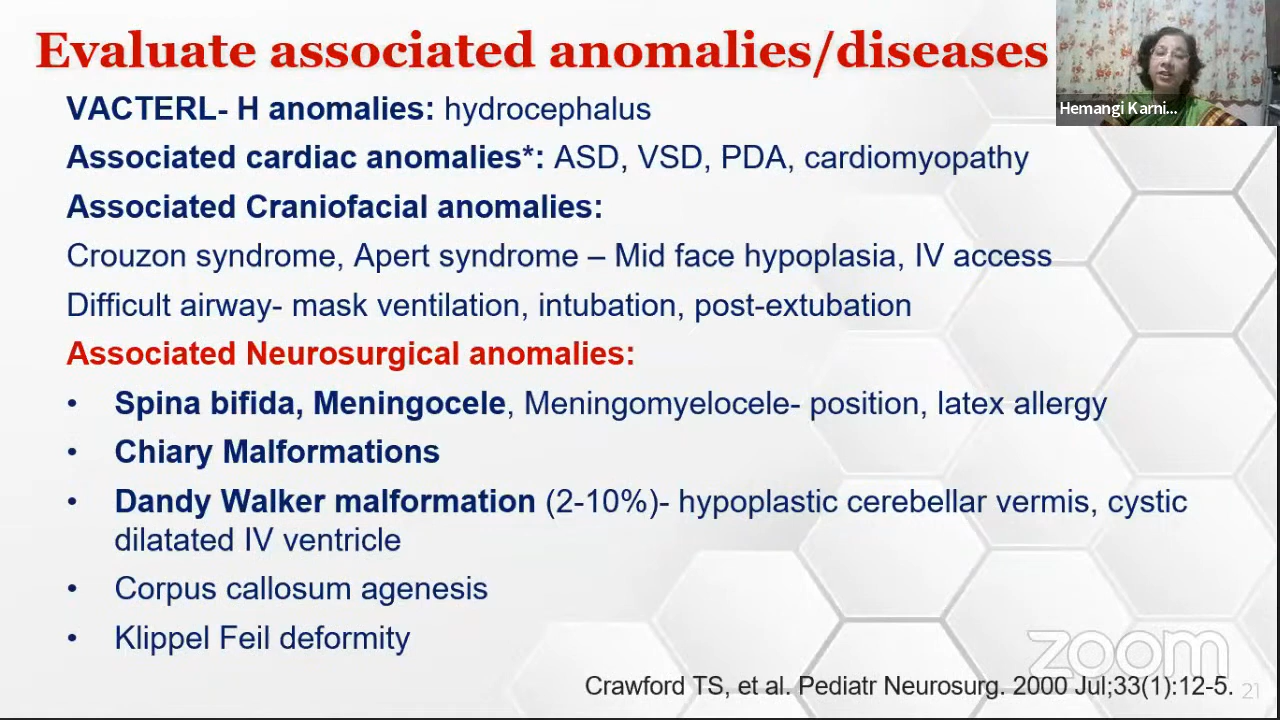 Evaluate associated anomalies/diseases
Hemangi Karni...
VACTERL- H anomalies: hydrocephalus
Associated cardiac anomalies*: ASD, VSD, PDA, cardiomyopathy
Associated Craniofacial anomalies:
Crouzon syndrome, Apert syndrome – Mid face hypoplasia, IV access
Difficult airway- mask ventilation, intubation, post-extubation
Associated Neurosurgical anomalies:
• Spina bifida, Meningocele, Meningomyelocele- position, latex allergy
• Chiary Malformations
• Dandy Walker malformation (2-10%)- hypoplastic cerebellar vermis, cystic
dilatated IV ventricle
• Corpus callosum agenesis
• Klippel Feil deformity
zoom
Crawford TS, et al. Pediatr Neurosurg. 2000 Jul;33(1):12-5.
21